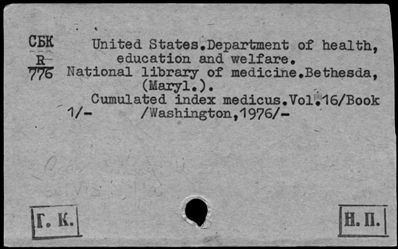 СБК
R
776
United States.Department of health,
education and welfare.
National library of medicine.Bethesda,
(Maryl.).
Cumulated index medicus.Vol.16/Book
1/- /Washington,1976/-
Г. К.
Н. П.